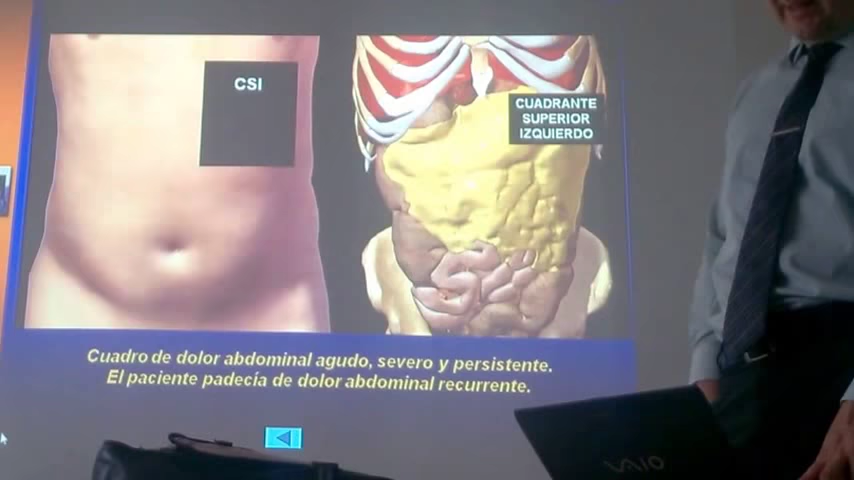 CSI
CUADRANTE
SUPERIOR
IZQUIERDO
Cuadro de dolor abdominal agudo, severo y persistente.
El paciente padecía de dolor abdominal recurrente.
VAIO